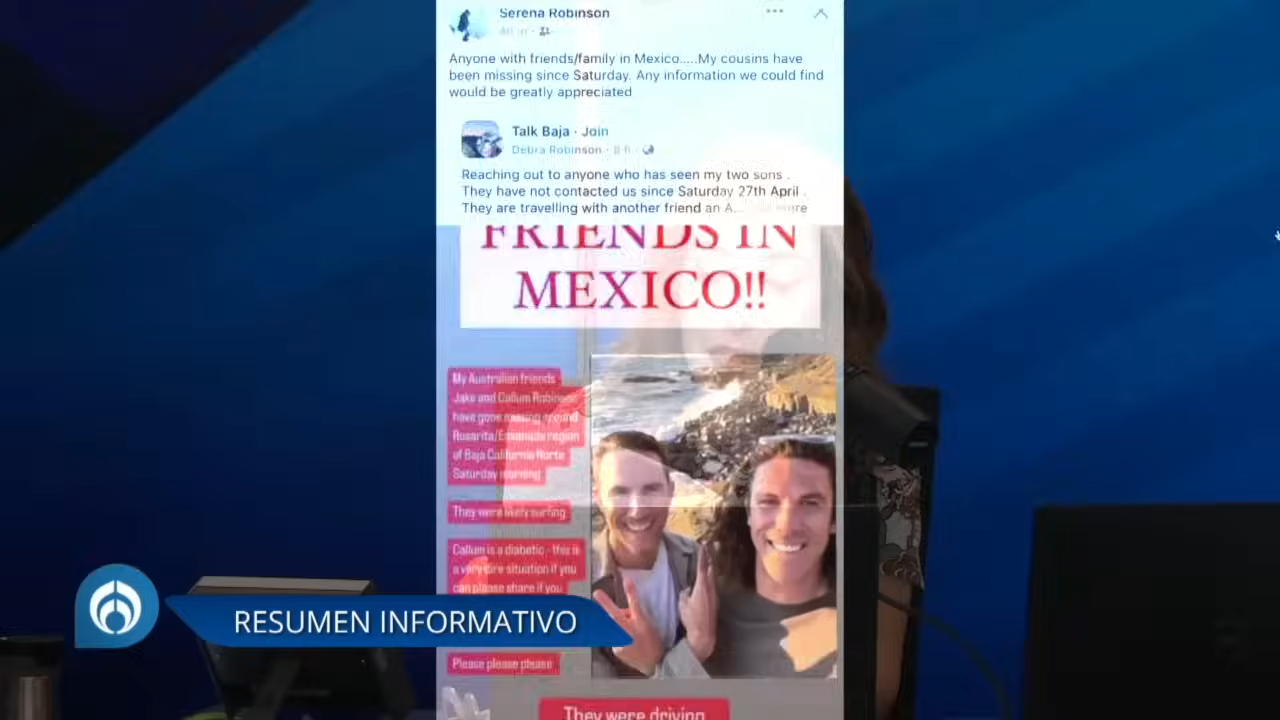 Serena Robinson
Anyone with friends/family in Mexico.....My cousins have
been missing since Saturday. Any information we could find
would be greatly appreciated
Talk Baja · Join
Debra Robinson · 8 h ·
Reaching out to anyone who has seen my two sons .
They have not contacted us since Saturday 27th April .
They are travelling with another friend an A...
FRIENDS IN
MEXICO!!
My Australian friends
Jake and Callum Robinson
have gone missing around
Rosarita/Ensenada region
of Baja California Norte
Saturday morning
They were likely surfing
Callum is a diabetic - this is
a very dire situation if you
can please share if you
Please please please
They were driving
RESUMEN INFORMATIVO